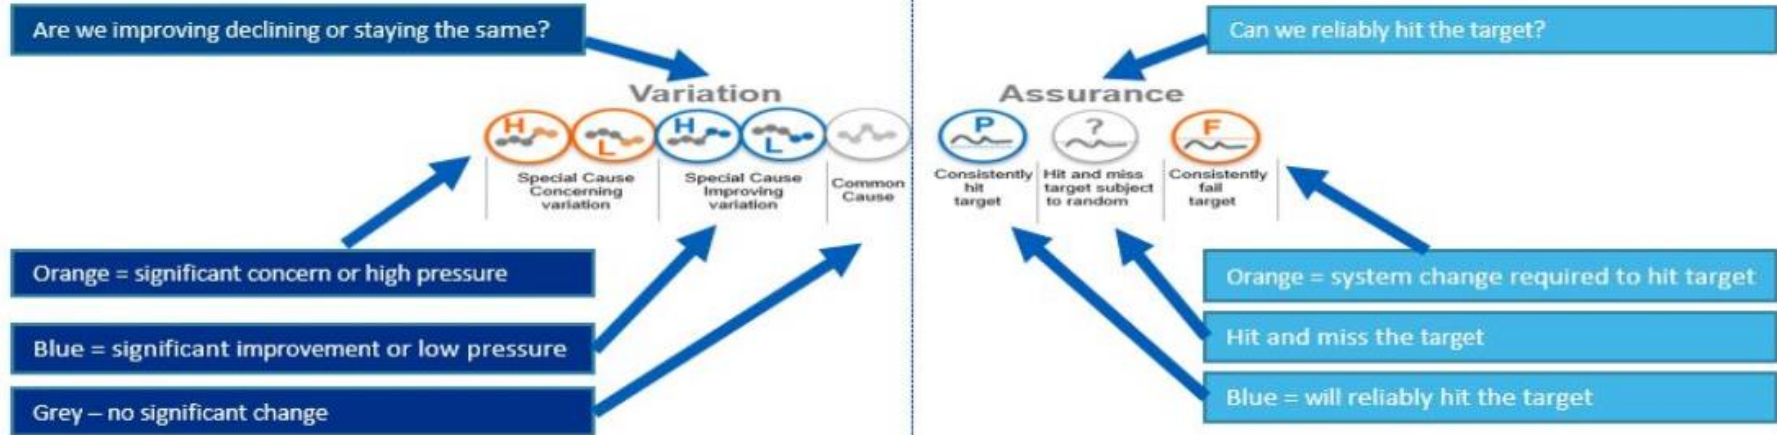 Are we improving declining or staying the same?
Variation
H
L
H
L
Special Cause
Concerning
variation
Special Cause
Improving
variation
Common
Cause
Orange = significant concern or high pressure
Blue = significant improvement or low pressure
Grey – no significant change
Can we reliably hit the target?
Assurance
P
?
F
Consistently
hit
target
Hit and miss
target subject
to random
Consistently
fail
target
Orange = system change required to hit target
Hit and miss the target
Blue = will reliably hit the target